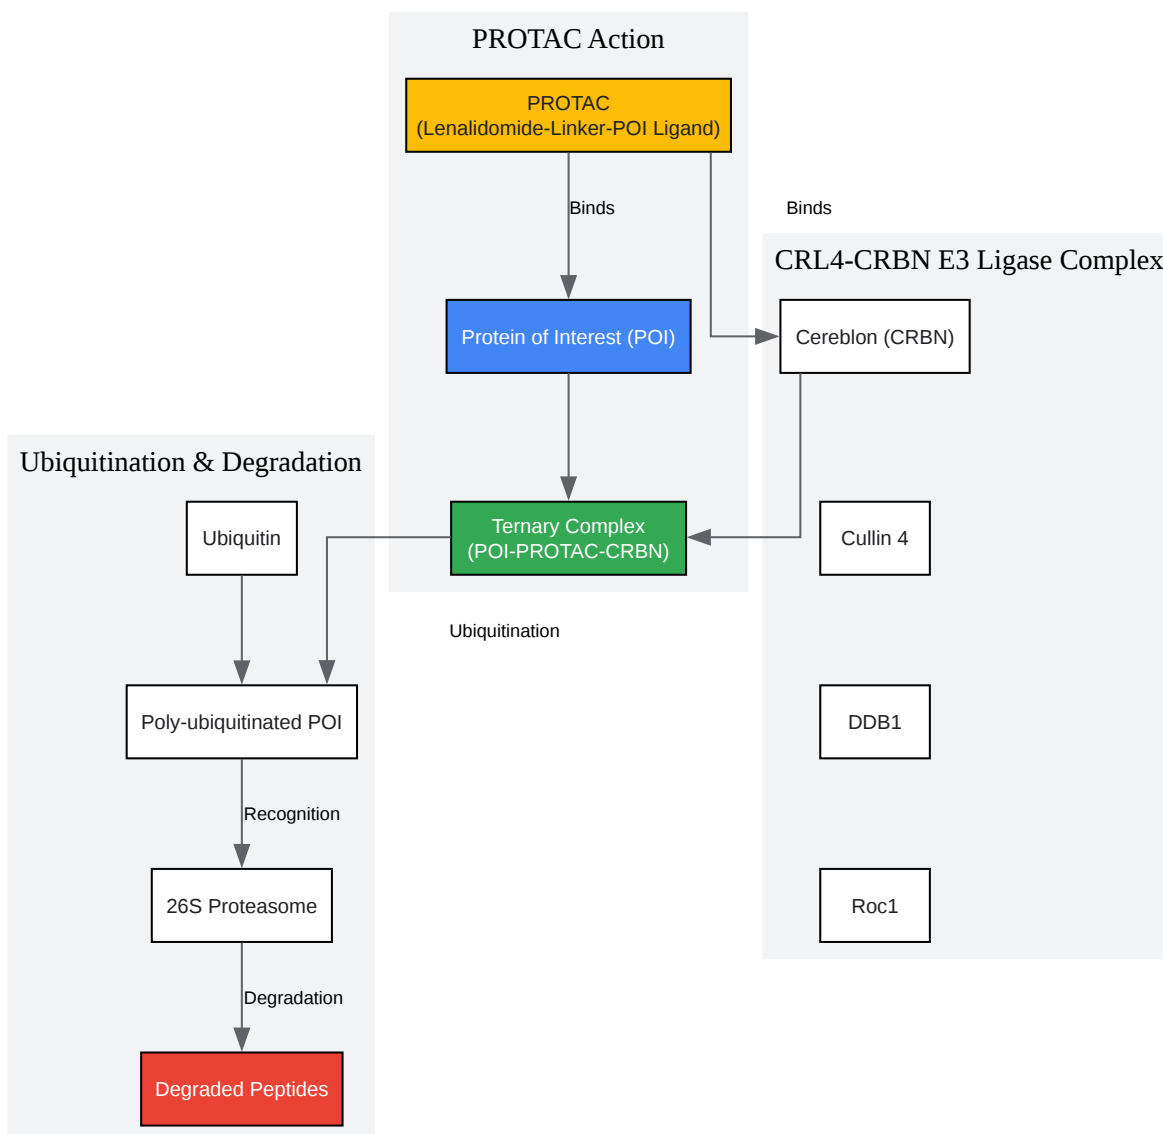 PROTAC Action
PROTAC
(Lenalidomide-Linker-POI Ligand)
Binds
Binds
CRL4-CRBN E3 Ligase Complex
Protein of Interest (POI)
Cereblon (CRBN)
Ubiquitination & Degradation
Ubiquitin
Ternary Complex
(POI-PROTAC-CRBN)
Cullin 4
Ubiquitination
Poly-ubiquitinated POI
DDB1
Recognition
26S Proteasome
Roc1
Degradation
Degraded Peptides